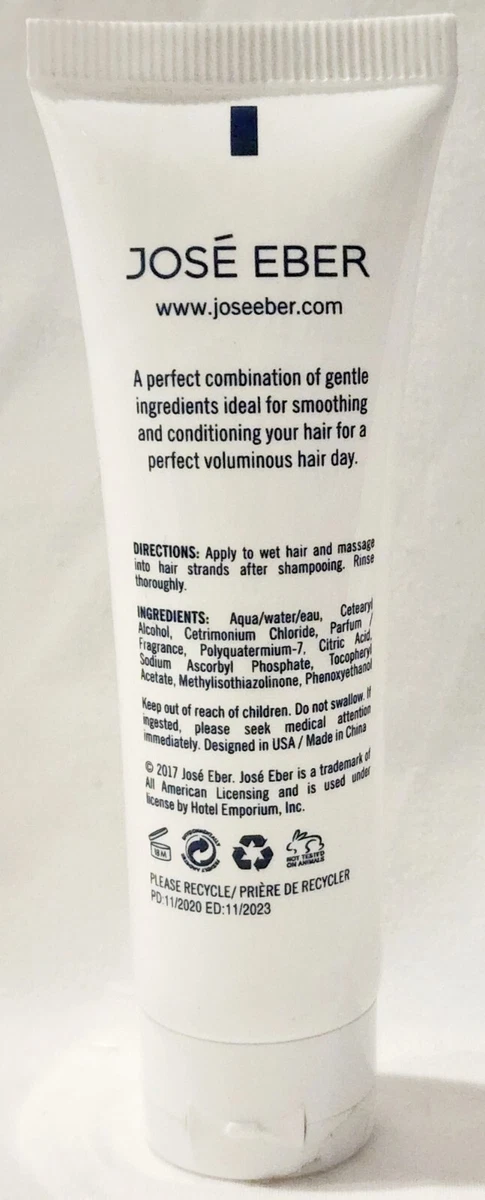 JOSÉ EBER
www.joseeber.com
A perfect combination of gentle
ingredients ideal for smoothing
and conditioning your hair for a
perfect voluminous hair day.
DIRECTIONS: Apply to wet hair and massage
into hair strands after shampooing. Rinse
thoroughly.
INGREDIENTS: Aqua/water/eau, Cetearyl
Alcohol, Cetrimonium Chloride, Parfum /
Fragrance, Polyquatermium-7, Citric Acid,
Sodium Ascorbyl Phosphate, Tocopheryl
Acetate, Methylisothiazolinone, Phenoxyethanol
Keep out of reach of children. Do not swallow. If
ingested, please seek medical attention
immediately. Designed in USA / Made in China
© 2017 José Eber. José Eber is a trademark of
All American Licensing and is used under
license by Hotel Emporium, Inc.
18M
NOT TESTED
ON ANIMALS
PLEASE RECYCLE/ PRIÈRE DE RECYCLER
PD:11/2020 ED:11/2023